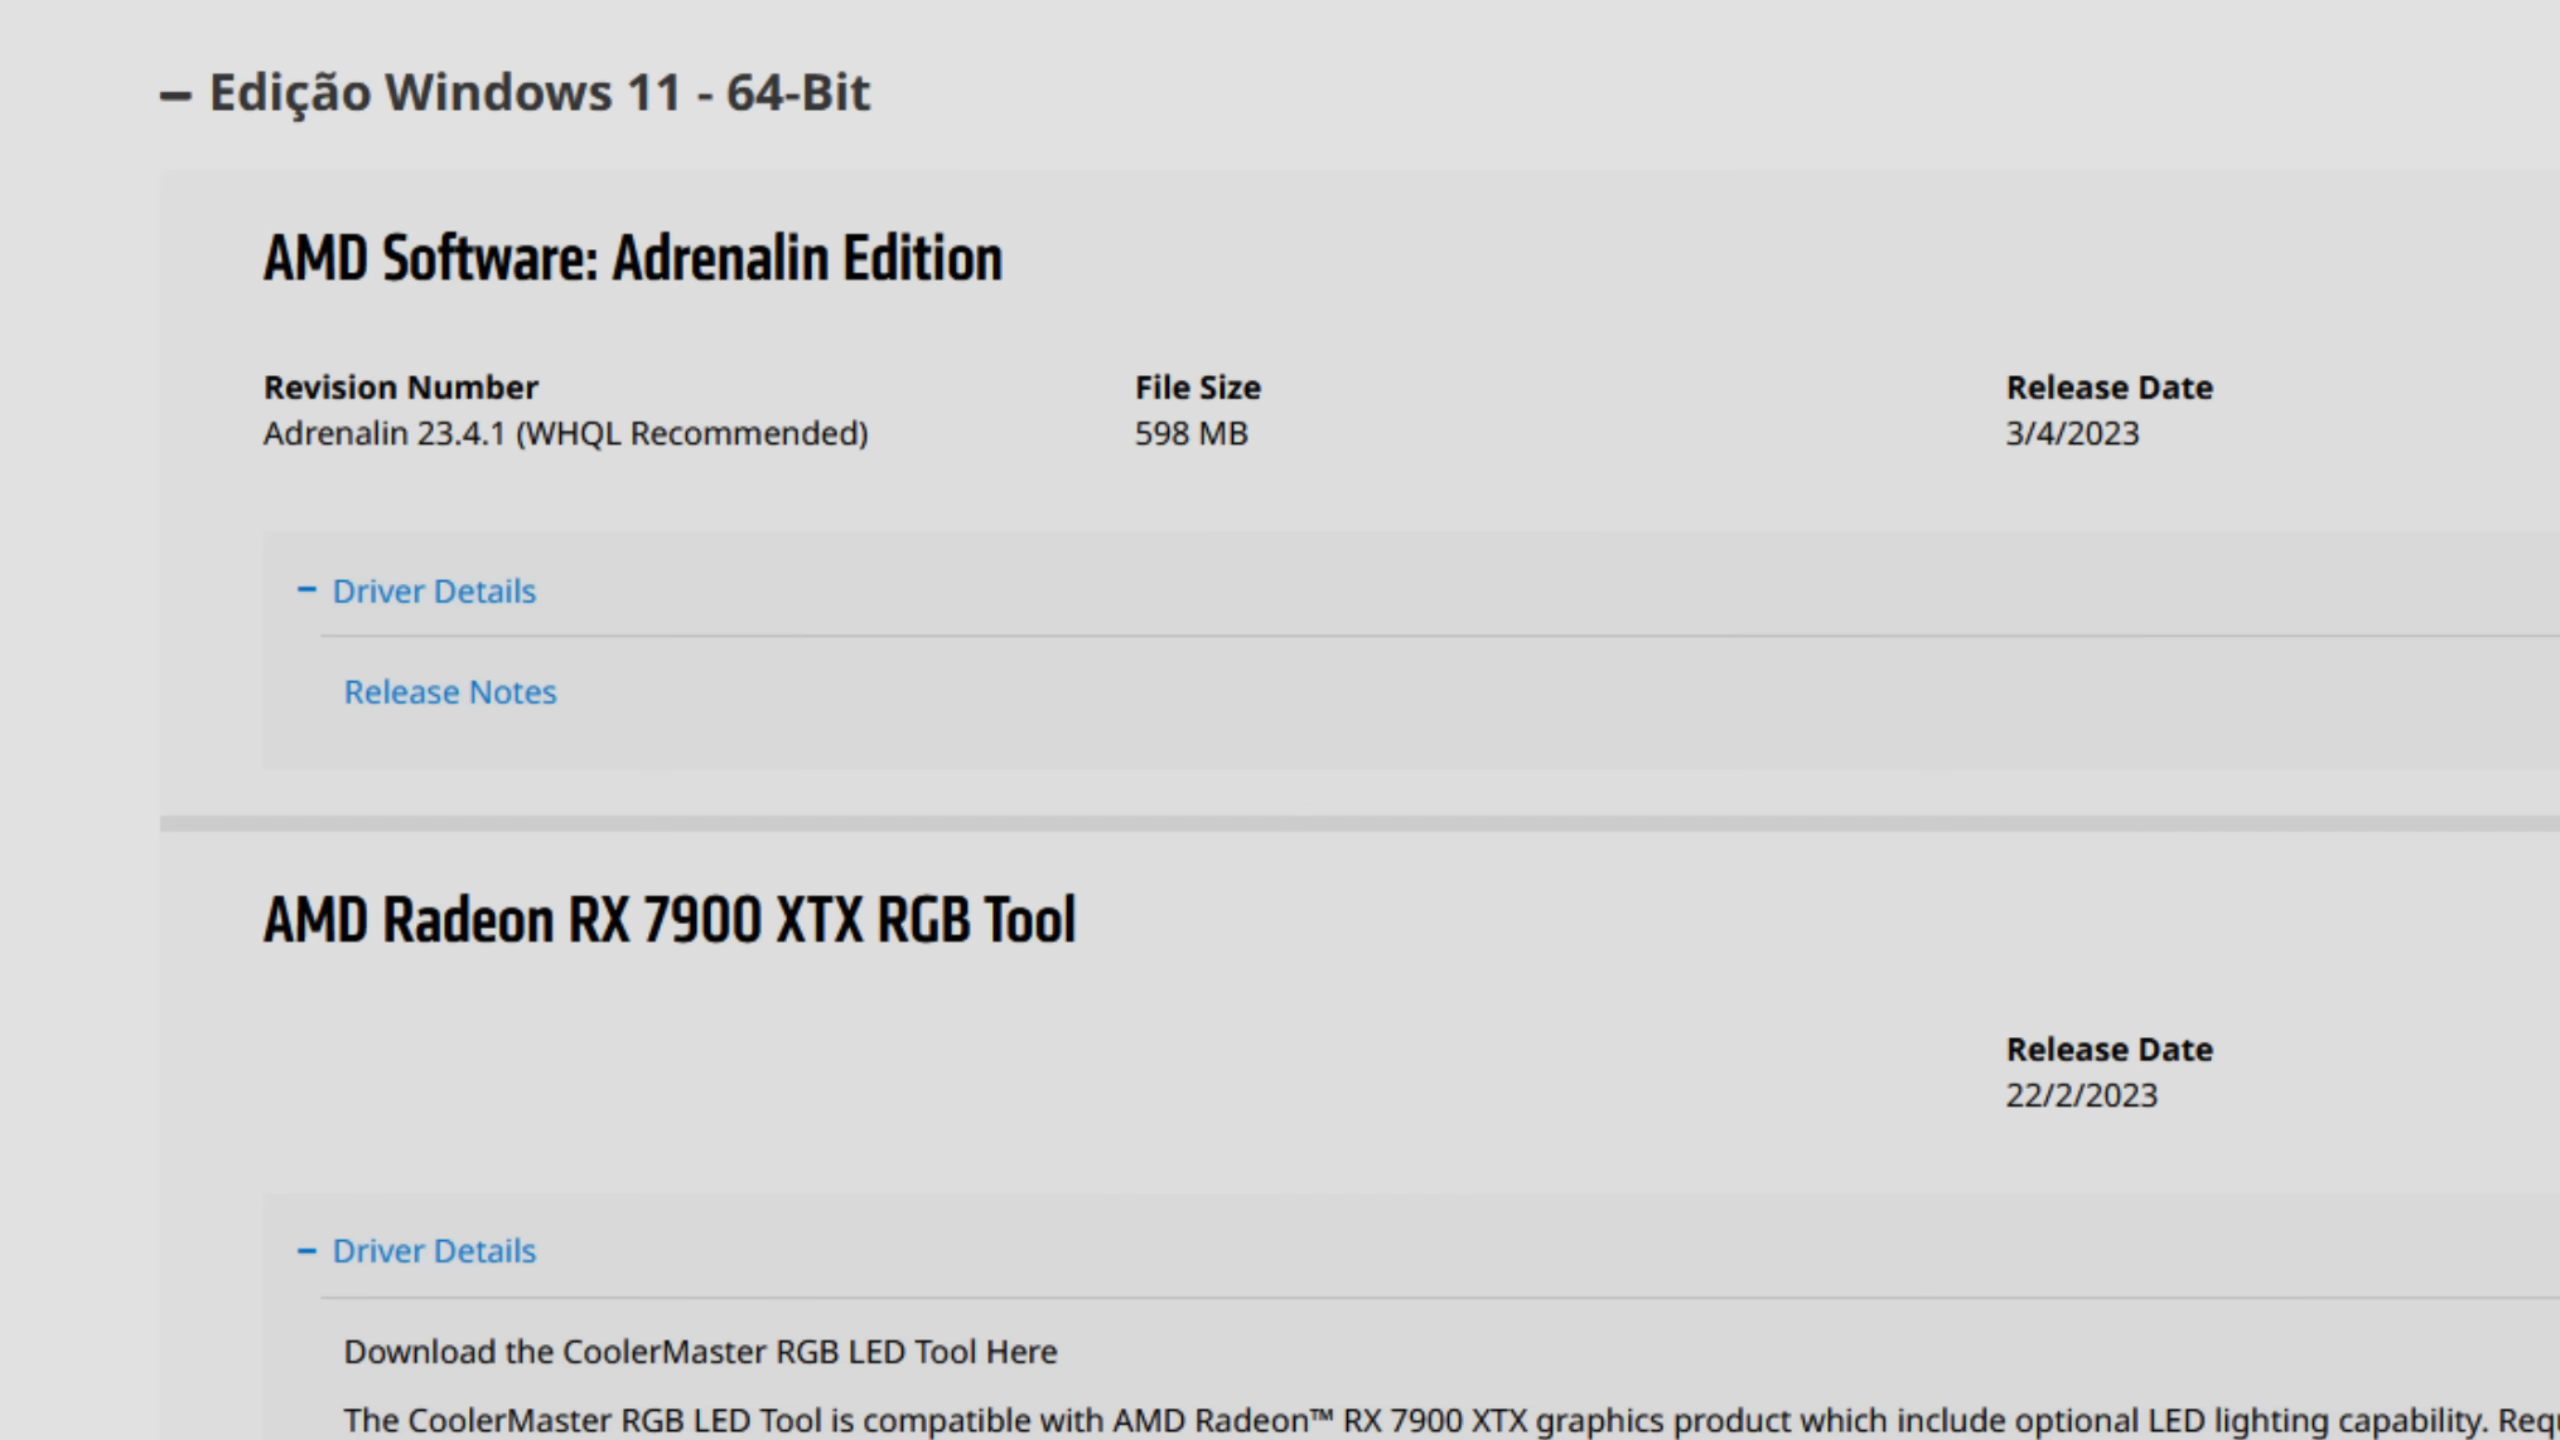 – Edição Windows 11 - 64-Bit
AMD Software: Adrenalin Edition
Revision Number
Adrenalin 23.4.1 (WHQL Recommended)
File Size
598 MB
Release Date
3/4/2023
– Driver Details
Release Notes
AMD Radeon RX 7900 XTX RGB Tool
Release Date
22/2/2023
– Driver Details
Download the CoolerMaster RGB LED Tool Here
The CoolerMaster RGB LED Tool is compatible with AMD Radeon™ RX 7900 XTX graphics product which include optional LED lighting capability.